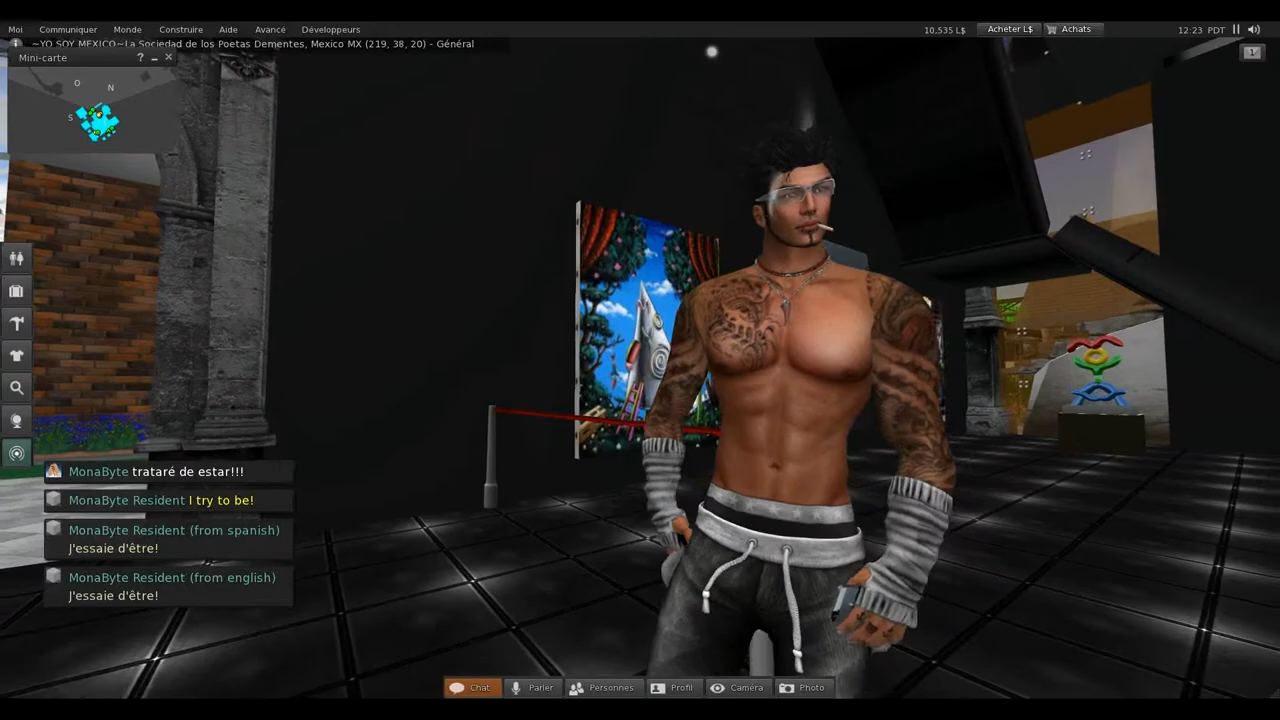 Moi Communiquer Monde Construire Aide Avancé Développeurs
10,535 L$ Acheter L$ Achats 12:23 PDT
~YO SOY MEXICO~La Sociedad de los Poetas Dementes, Mexico MX (219, 38, 20) - Général
1
Mini-carte ? _ ×
O N
S
MonaByte trataré de estar!!!
MonaByte Resident I try to be!
MonaByte Resident (from spanish)
J'essaie d'être!
MonaByte Resident (from english)
J'essaie d'être!
Chat Parler Personnes Profil Caméra Photo